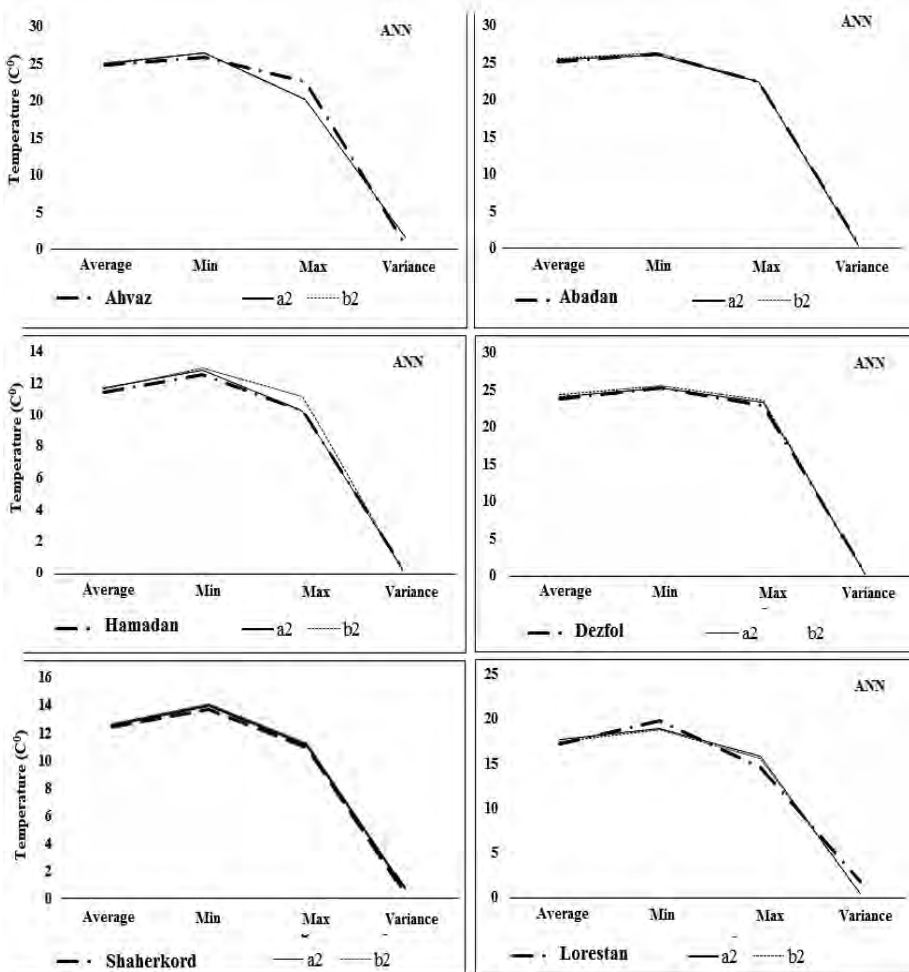 30
25
20
15
10
5
0
Temperature (C⁰)
ANN
Average Min Max Variance
Ahvaz a2 b2
30
25
20
15
10
5
0
ANN
Average Min Max Variance
Abadan a2 b2
14
12
10
8
6
4
2
0
Temperature (C⁰)
ANN
Average Min Max Variance
Hamadan a2 b2
30
25
20
15
10
5
0
ANN
Average Min Max Variance
Dezfol a2 b2
16
14
12
10
8
6
4
2
0
Temperature (C⁰)
Average Min Max Variance
Shaherkord a2 b2
25
20
15
10
5
0
ANN
Average Min Max Variance
Lorestan a2 b2